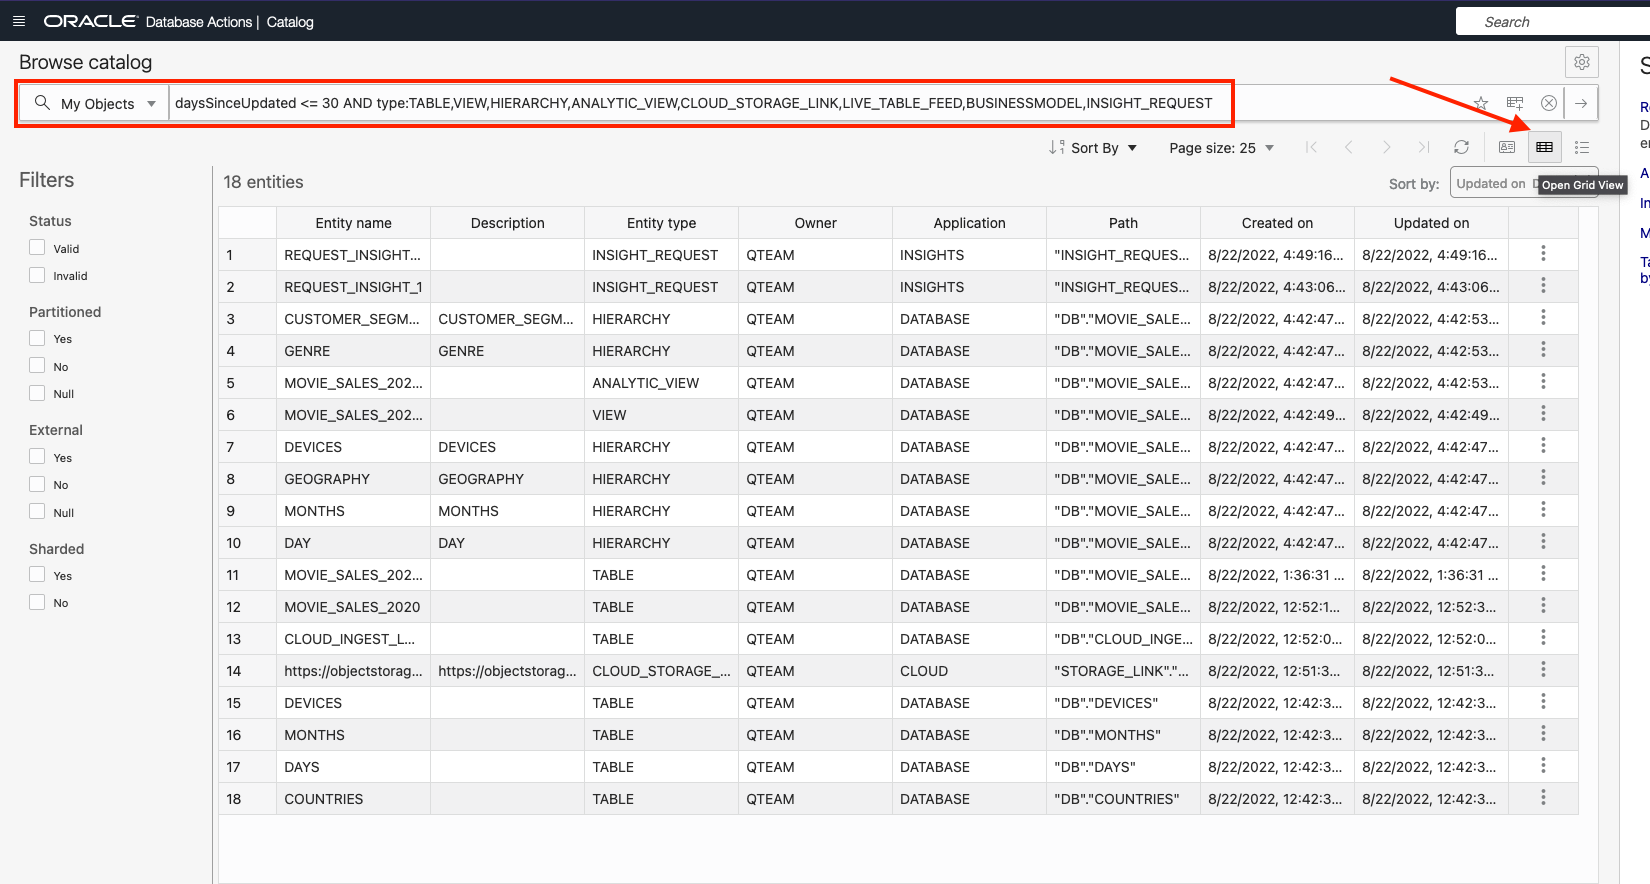 ORACLE Database Actions | Catalog
Search
Browse catalog
My Objects
daysSinceUpdated <= 30 AND type:TABLE,VIEW,HIERARCHY,ANALYTIC_VIEW,CLOUD_STORAGE_LINK,LIVE_TABLE_FEED,BUSINESSMODEL,INSIGHT_REQUEST
Sort By
Page size: 25
Filters
18 entities
Sort by: Updated on
Open Grid View
Status
Valid
Invalid
Partitioned
Yes
No
Null
External
Yes
No
Null
Sharded
Yes
No
Entity name Description Entity type Owner Application Path Created on Updated on
1 REQUEST_INSIGHT... INSIGHT_REQUEST QTEAM INSIGHTS "INSIGHT_REQUES... 8/22/2022, 4:49:16... 8/22/2022, 4:49:16...
2 REQUEST_INSIGHT_1 INSIGHT_REQUEST QTEAM INSIGHTS "INSIGHT_REQUES... 8/22/2022, 4:43:06... 8/22/2022, 4:43:06...
3 CUSTOMER_SEGM... CUSTOMER_SEGM... HIERARCHY QTEAM DATABASE "DB"."MOVIE_SALE... 8/22/2022, 4:42:47... 8/22/2022, 4:42:53...
4 GENRE GENRE HIERARCHY QTEAM DATABASE "DB"."MOVIE_SALE... 8/22/2022, 4:42:47... 8/22/2022, 4:42:53...
5 MOVIE_SALES_202... ANALYTIC_VIEW QTEAM DATABASE "DB"."MOVIE_SALE... 8/22/2022, 4:42:47... 8/22/2022, 4:42:53...
6 MOVIE_SALES_202... VIEW QTEAM DATABASE "DB"."MOVIE_SALE... 8/22/2022, 4:42:49... 8/22/2022, 4:42:49...
7 DEVICES DEVICES HIERARCHY QTEAM DATABASE "DB"."MOVIE_SALE... 8/22/2022, 4:42:47... 8/22/2022, 4:42:47...
8 GEOGRAPHY GEOGRAPHY HIERARCHY QTEAM DATABASE "DB"."MOVIE_SALE... 8/22/2022, 4:42:47... 8/22/2022, 4:42:47...
9 MONTHS MONTHS HIERARCHY QTEAM DATABASE "DB"."MOVIE_SALE... 8/22/2022, 4:42:47... 8/22/2022, 4:42:47...
10 DAY DAY HIERARCHY QTEAM DATABASE "DB"."MOVIE_SALE... 8/22/2022, 4:42:47... 8/22/2022, 4:42:47...
11 MOVIE_SALES_202... TABLE QTEAM DATABASE "DB"."MOVIE_SALE... 8/22/2022, 1:36:31 ... 8/22/2022, 1:36:31 ...
12 MOVIE_SALES_2020 TABLE QTEAM DATABASE "DB"."MOVIE_SALE... 8/22/2022, 12:52:1... 8/22/2022, 12:52:3...
13 CLOUD_INGEST_L... TABLE QTEAM DATABASE "DB"."CLOUD_INGE... 8/22/2022, 12:52:0... 8/22/2022, 12:52:0...
14 https://objectstorag... https://objectstorag... CLOUD_STORAGE_... QTEAM CLOUD "STORAGE_LINK"."... 8/22/2022, 12:51:3... 8/22/2022, 12:51:3...
15 DEVICES TABLE QTEAM DATABASE "DB"."DEVICES" 8/22/2022, 12:42:3... 8/22/2022, 12:42:3...
16 MONTHS TABLE QTEAM DATABASE "DB"."MONTHS" 8/22/2022, 12:42:3... 8/22/2022, 12:42:3...
17 DAYS TABLE QTEAM DATABASE "DB"."DAYS" 8/22/2022, 12:42:3... 8/22/2022, 12:42:3...
18 COUNTRIES TABLE QTEAM DATABASE "DB"."COUNTRIES" 8/22/2022, 12:42:3... 8/22/2022, 12:42:3...